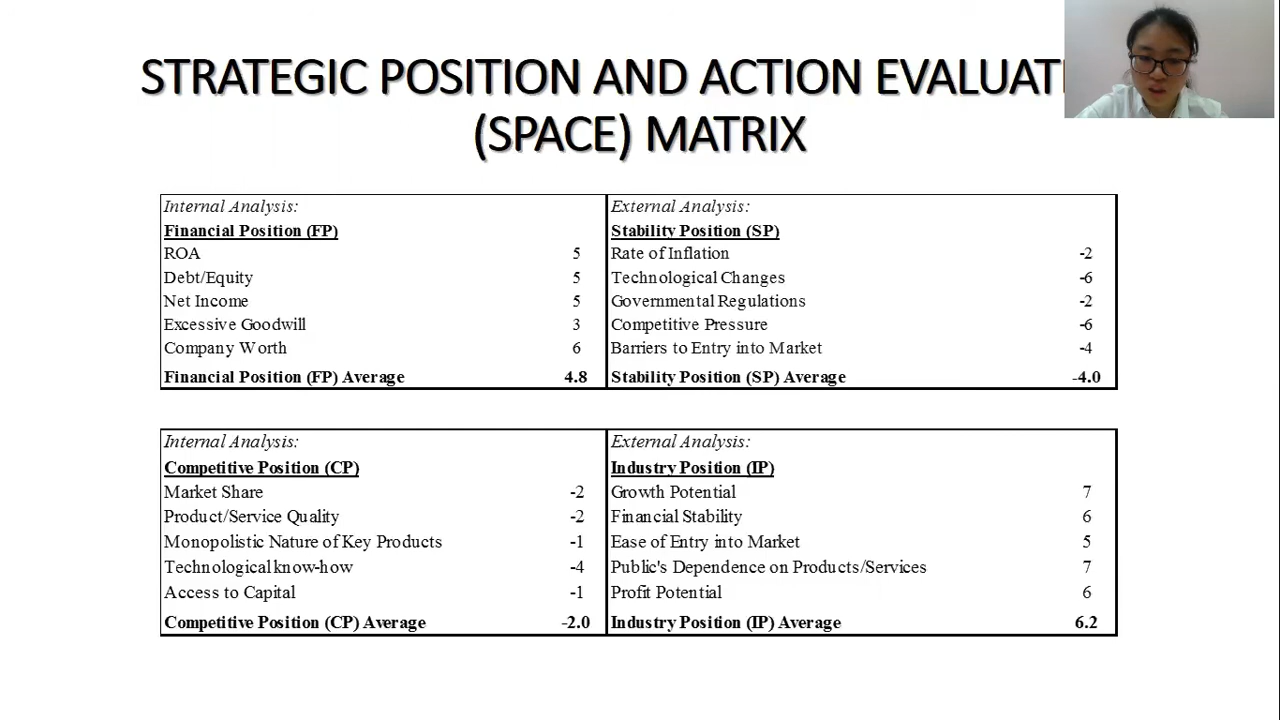 STRATEGIC POSITION AND ACTION
(SPACE) MATRIX
Internal Analysis:
Financial Position (FP)
ROA 5
Debt/Equity 5
Net Income 5
Excessive Goodwill 3
Company Worth 6
Financial Position (FP) Average 4.8
External Analysis:
Stability Position (SP)
Rate of Inflation -2
Technological Changes -6
Governmental Regulations -2
Competitive Pressure -6
Barriers to Entry into Market -4
Stability Position (SP) Average -4.0
Internal Analysis:
Competitive Position (CP)
Market Share -2
Product/Service Quality -2
Monopolistic Nature of Key Products -1
Technological know-how -4
Access to Capital -1
Competitive Position (CP) Average -2.0
External Analysis:
Industry Position (IP)
Growth Potential 7
Financial Stability 6
Ease of Entry into Market 5
Public's Dependence on Products/Services 7
Profit Potential 6
Industry Position (IP) Average 6.2